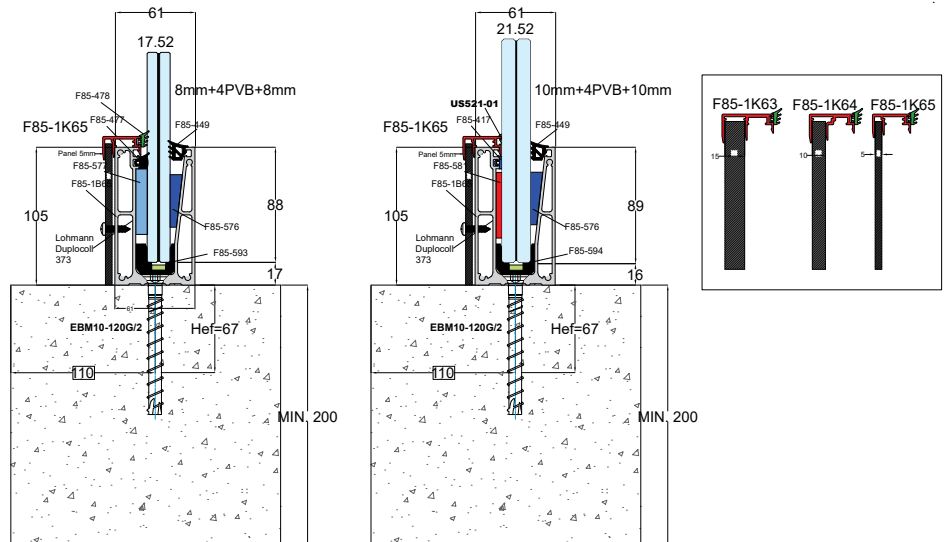 61
17.52
8mm+4PVB+8mm
F85-478
F85-477
F85-1K65
F85-449
Panel 5mm
F85-577
F85-1B66
105
88
F85-576
Lohmann
Duplocoll
373
F85-593
17
61
EBM10-120G/2
Hef=67
110
MIN. 200
61
21.52
10mm+4PVB+10mm
US521-01
F85-417
F85-1K65
F85-449
Panel 5mm
F85-58
F85-1B66
105
89
F85-576
Lohmann
Duplocoll
373
F85-594
16
EBM10-120G/2
Hef=67
110
MIN. 200
F85-1K63
F85-1K64
F85-1K65
15
10
5